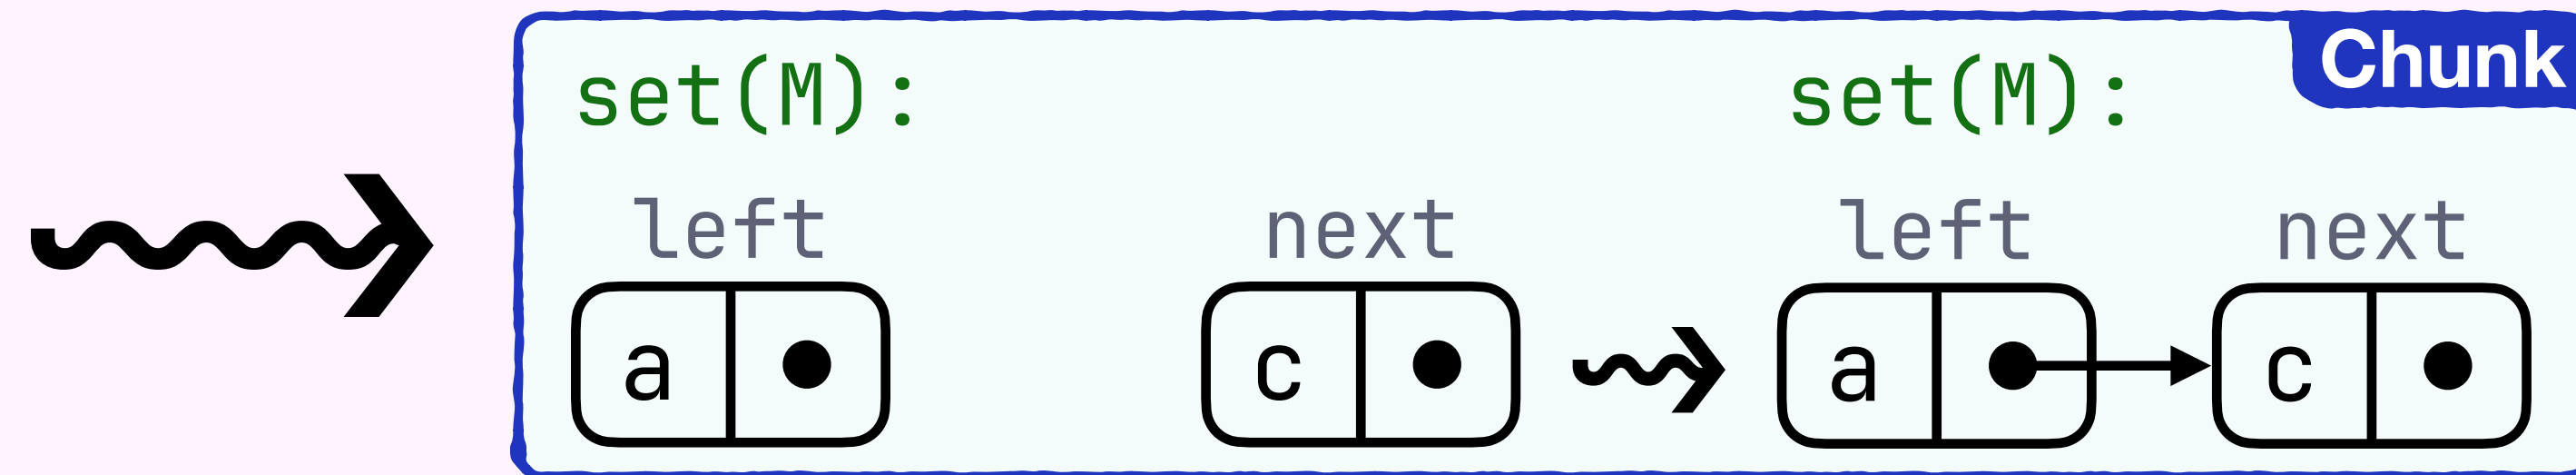 Chunk
set(M): set(M):
left next left next
a c a c